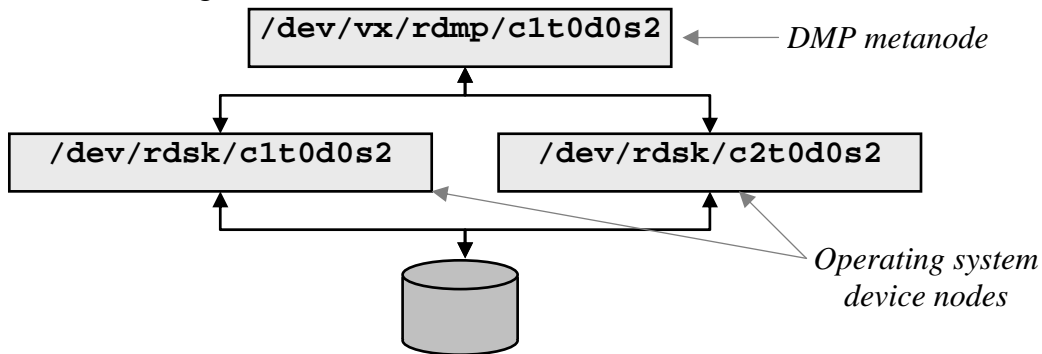 /dev/vx/rdmp/c1t0d0s2
DMP metanode
/dev/rdsk/c1t0d0s2
/dev/rdsk/c2t0d0s2
Operating system
device nodes